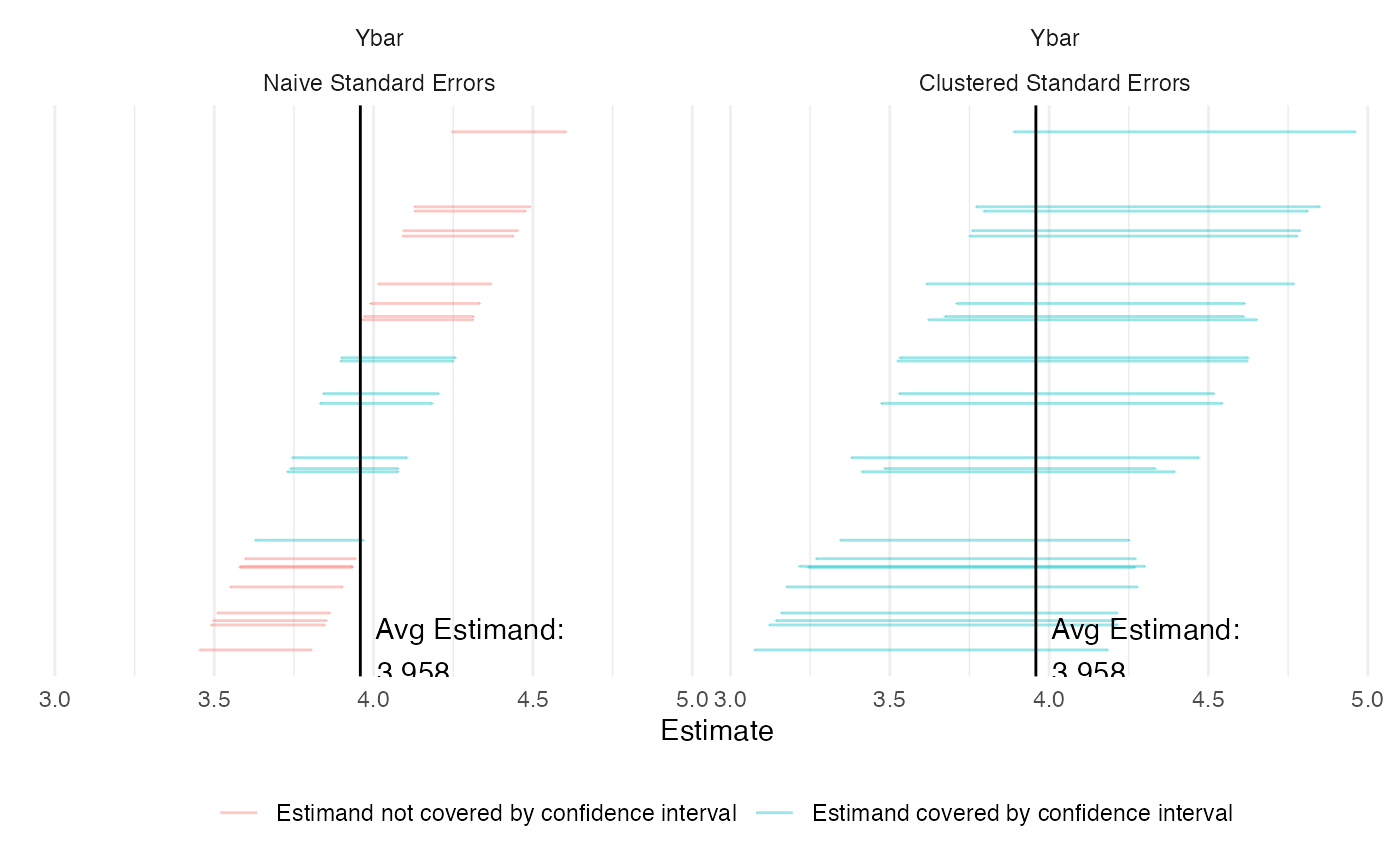 Ybar
Ybar
Naive Standard Errors
Clustered Standard Errors
Avg Estimand:
3.958
Avg Estimand:
3.958
3.0 3.5 4.0 4.5 5.0
3.0 3.5 4.0 4.5 5.0
Estimate
Estimand not covered by confidence interval
Estimand covered by confidence interval